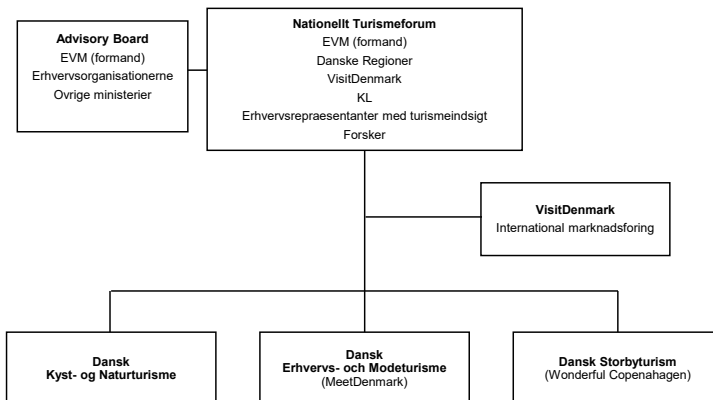 Advisory Board
EVM (formand)
Erhvervsorganisationerne
Ovrige ministerier
Nationellt Turismeforum
EVM (formand)
Danske Regioner
VisitDenmark
KL
Erhvervsrepraesentanter med turismeindsigt
Forsker
VisitDenmark
International marknadsforing
Dansk
Kyst- og Naturturisme
Dansk
Erhvervs- och Modeturisme
(MeetDenmark)
Dansk Storbyturism
(Wonderful Copenahagen)